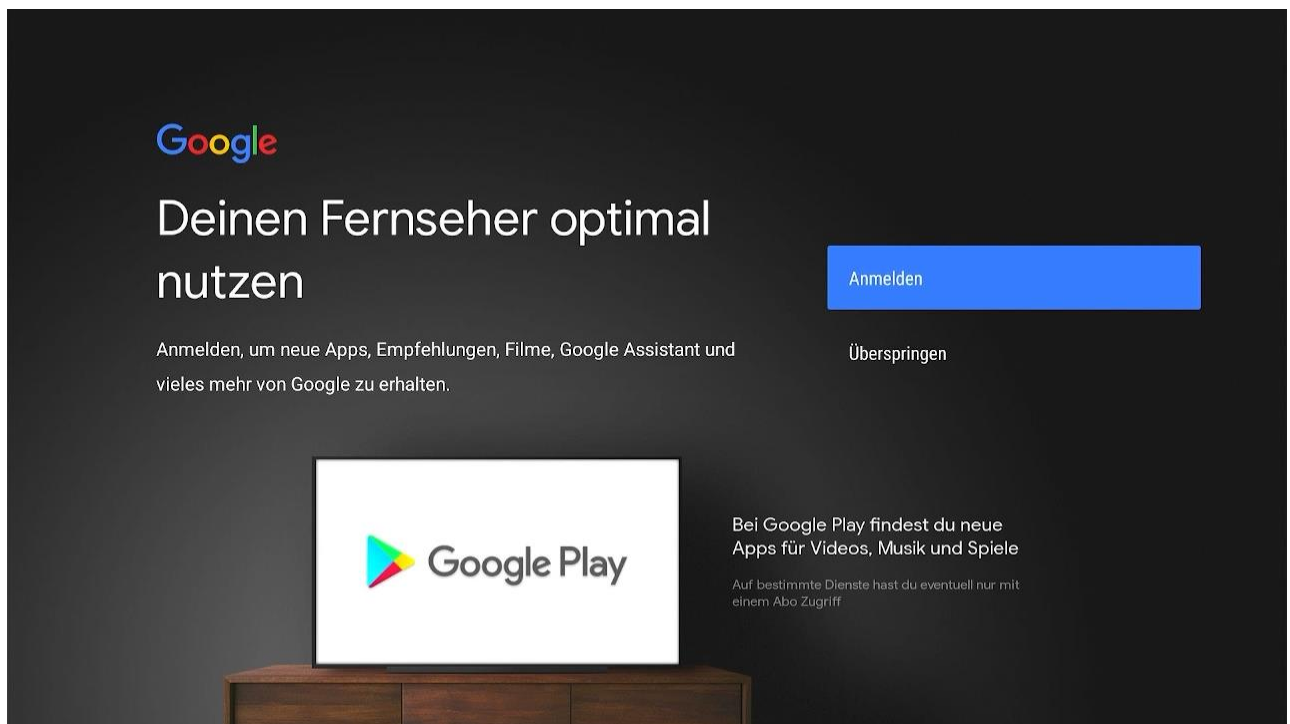 Google
Deinen Fernseher optimal
nutzen
Anmelden, um neue Apps, Empfehlungen, Filme, Google Assistant und
vieles mehr von Google zu erhalten.
Anmelden
Überspringen
Google Play
Bei Google Play findest du neue
Apps für Videos, Musik und Spiele
Auf bestimmte Dienste hast du eventuell nur mit
einem Abo Zugriff